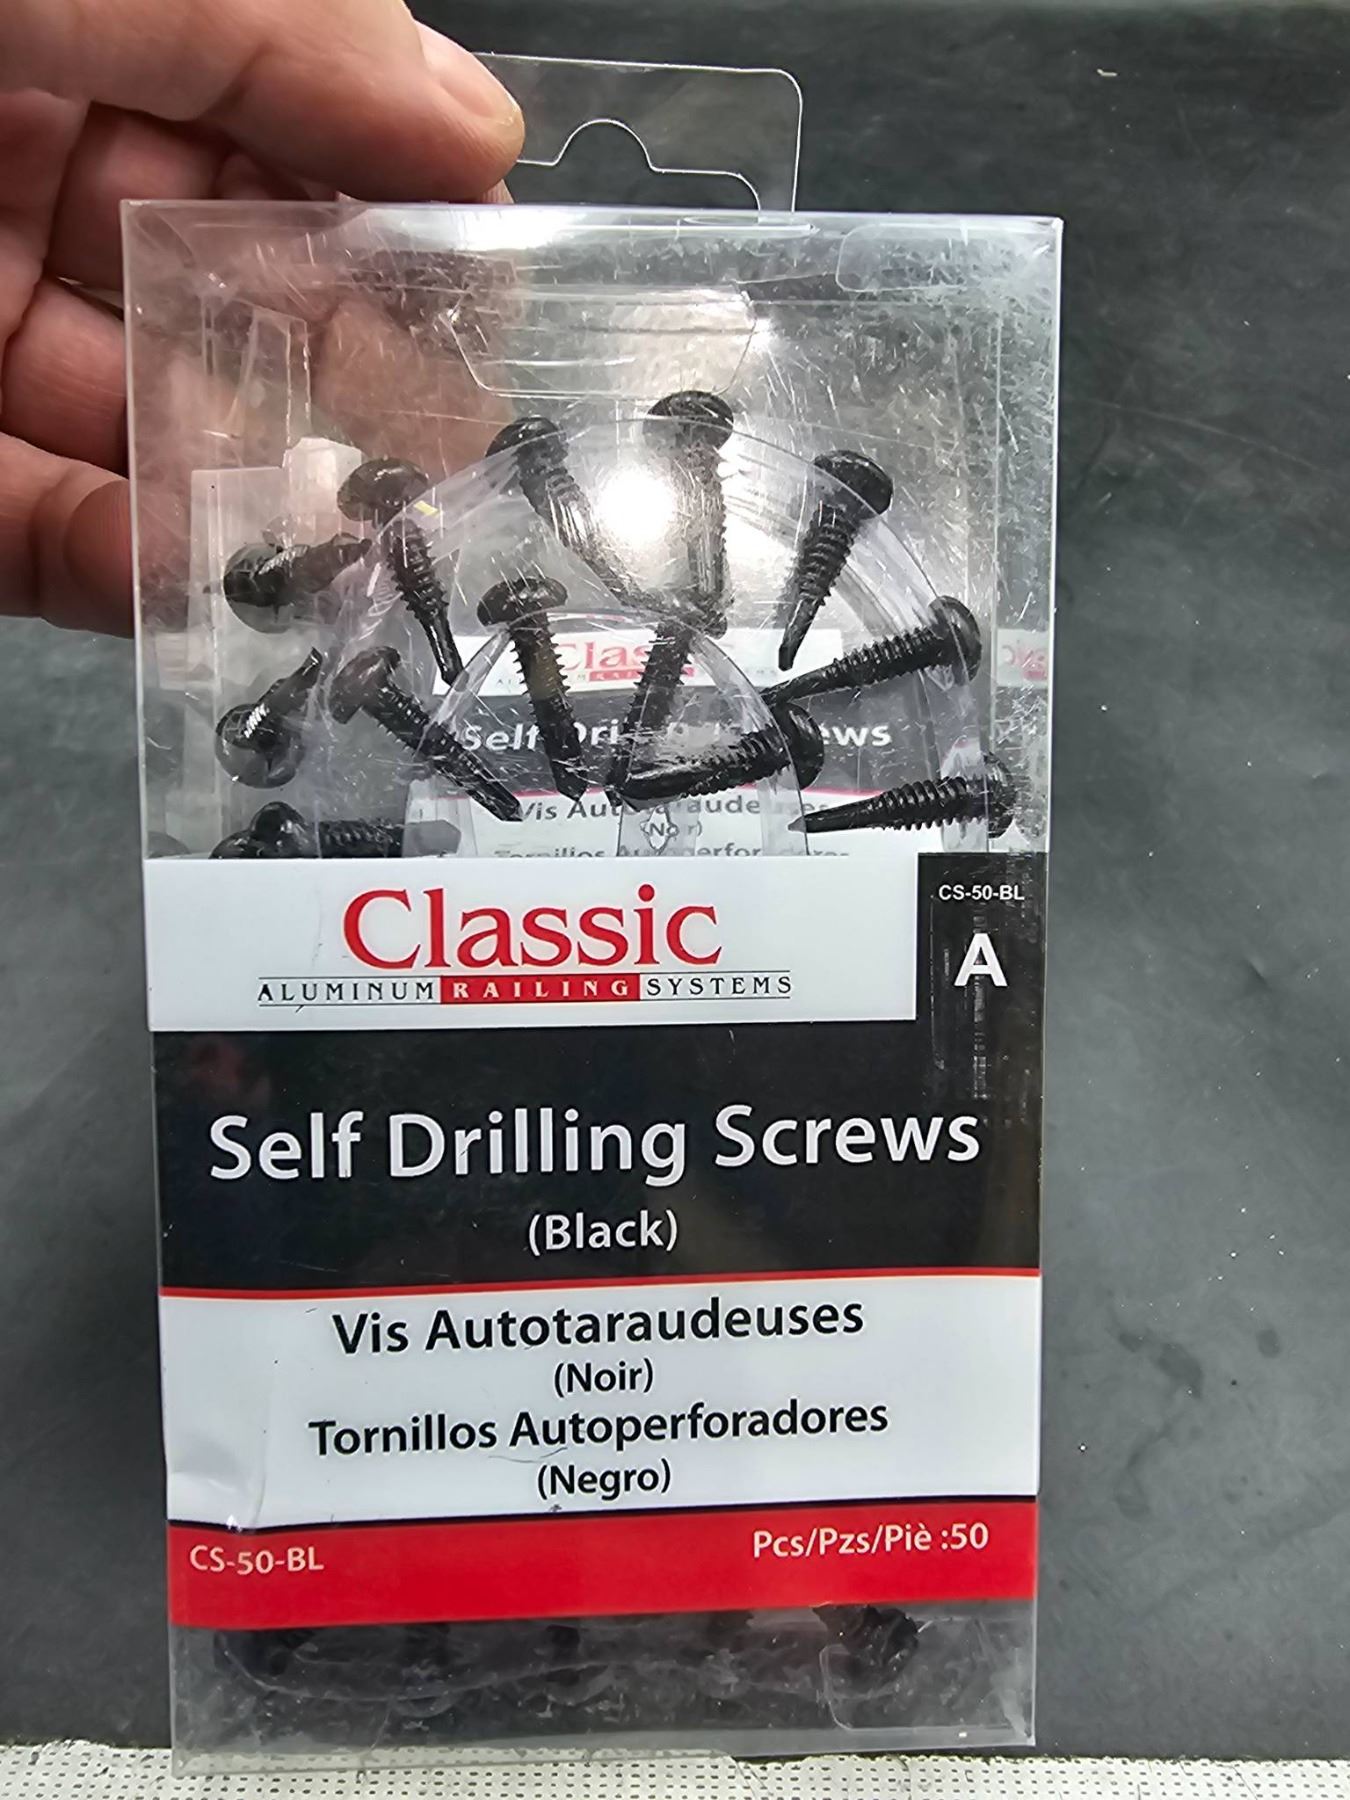 Classic
ALUMINUM RAILING SYSTEMS
CS-50-BL
A
Self Drilling Screws
(Black)
Vis Autotaraudeuses
(Noir)
Tornillos Autoperforadores
(Negro)
CS-50-BL
Pcs/Pzs/Piè :50